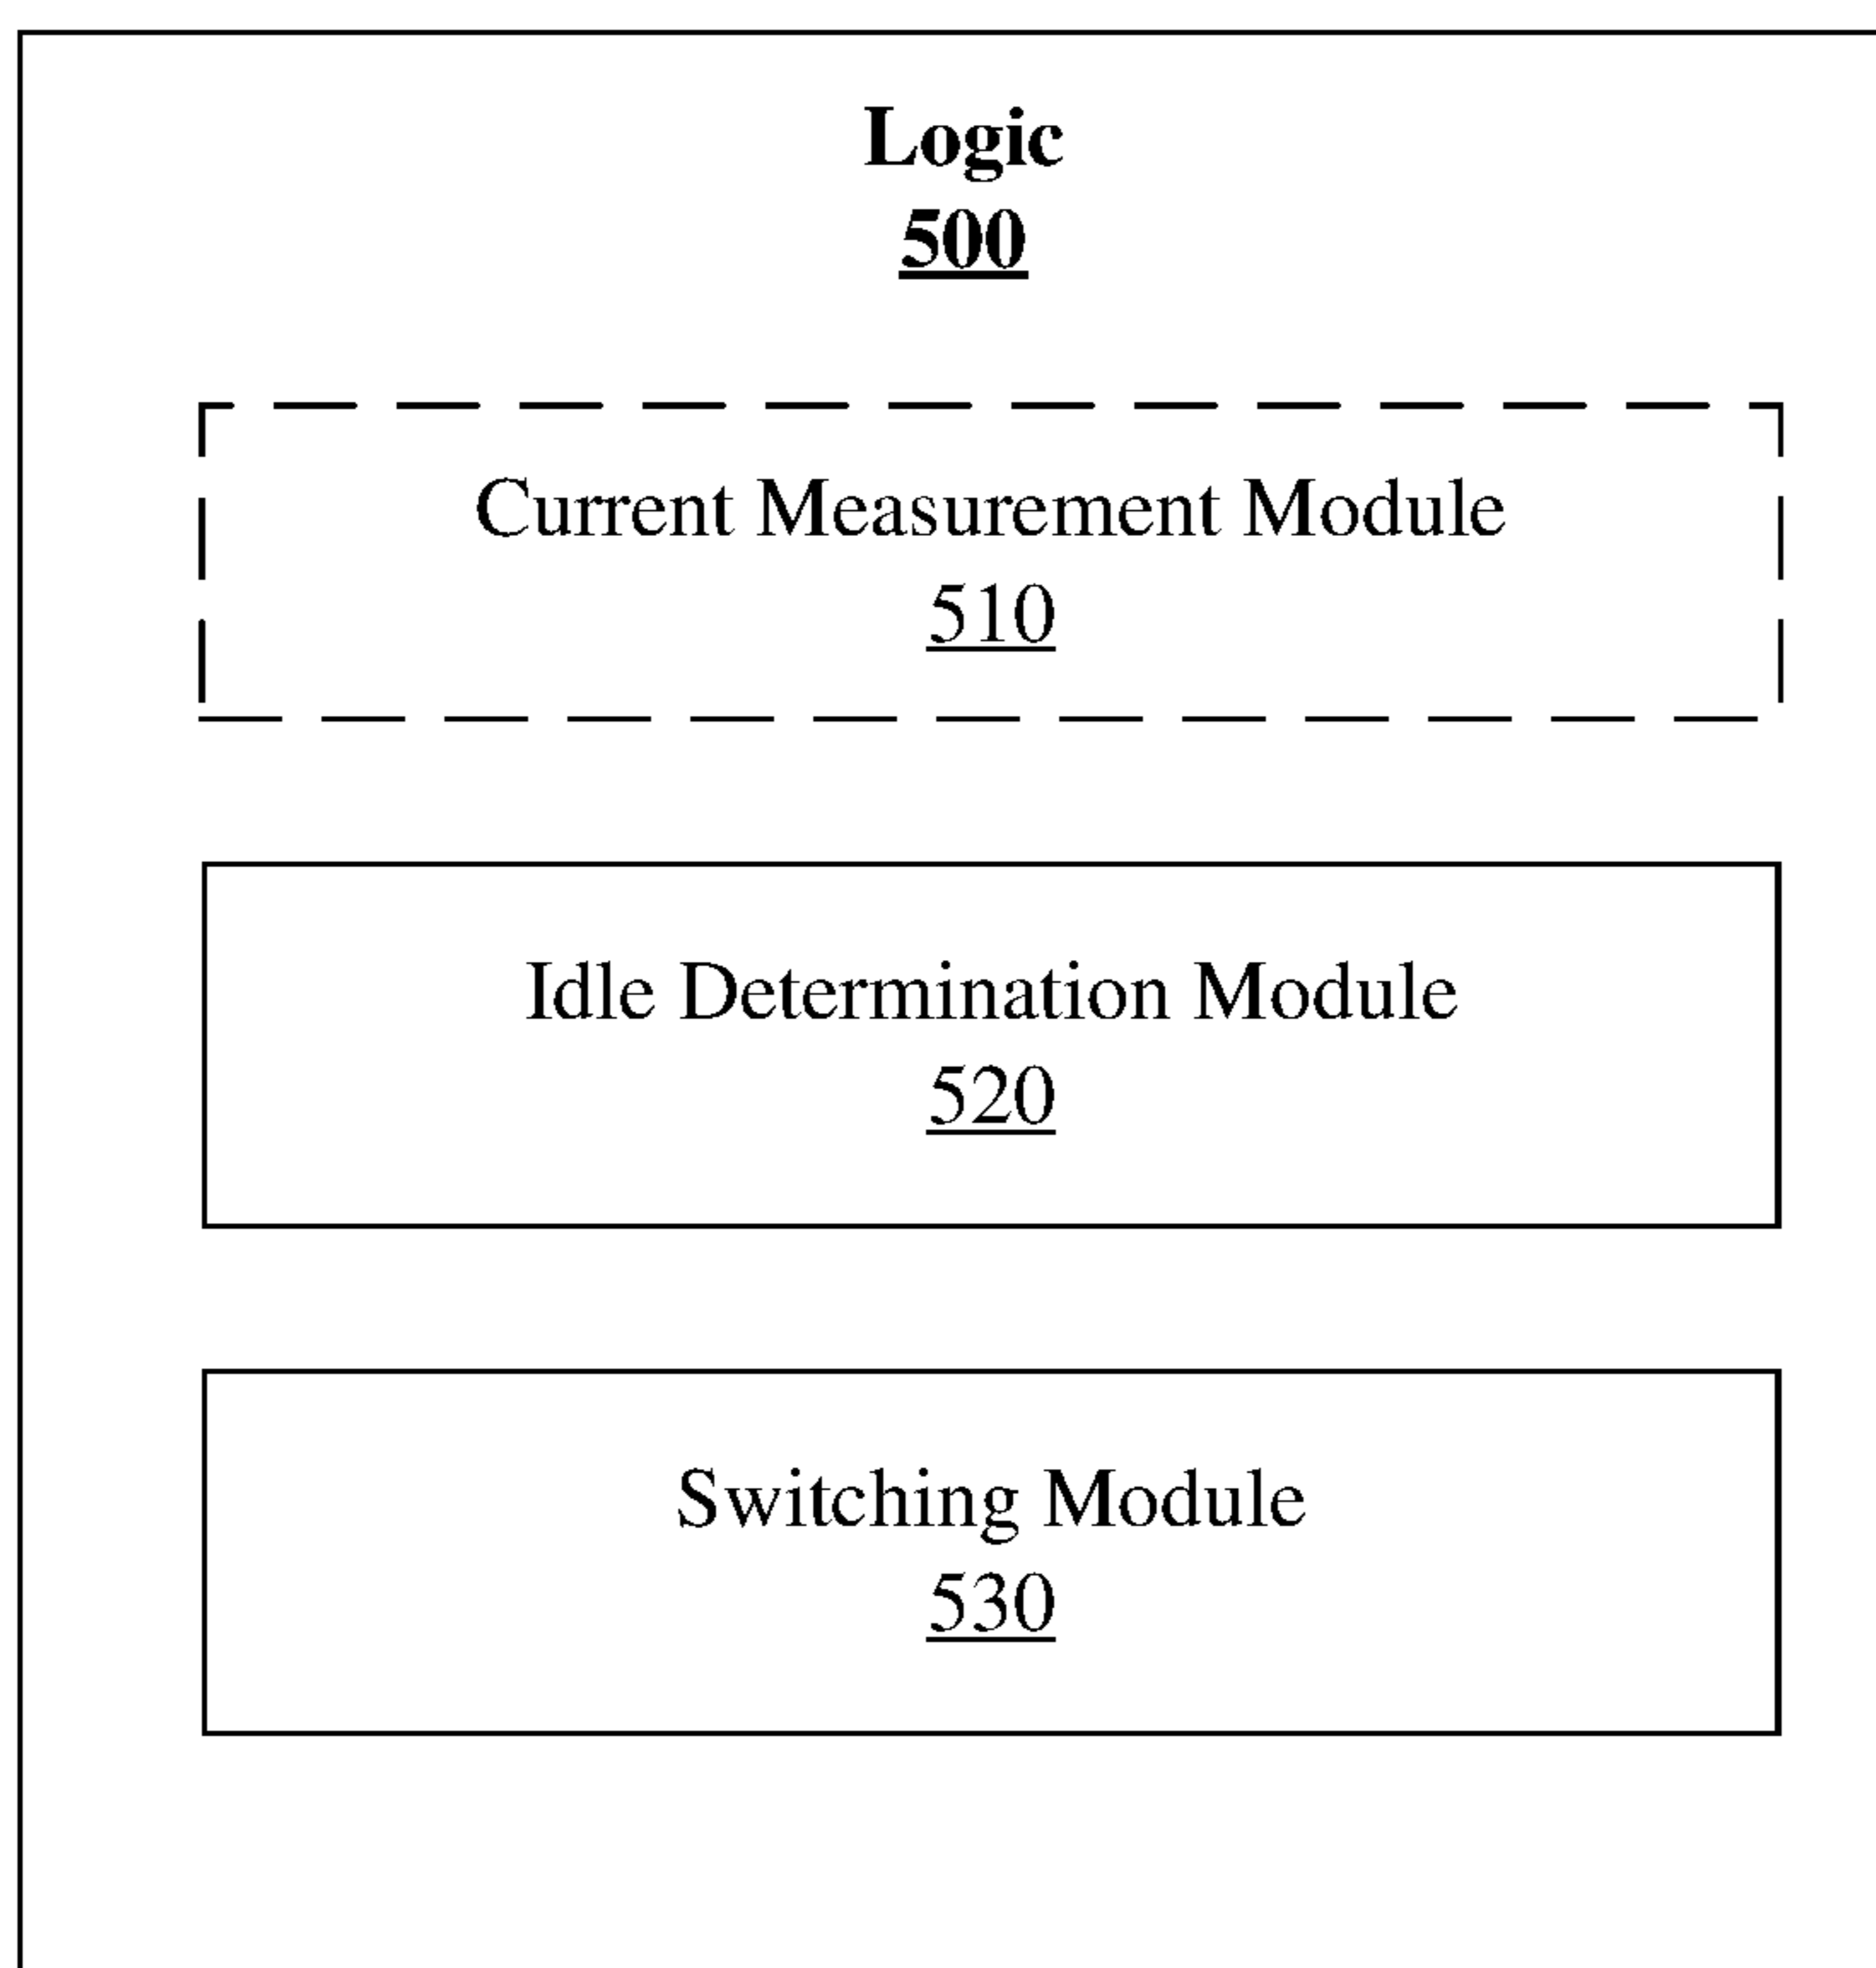 Logic
500
Current Measurement Module
510
Idle Determination Module
520
Switching Module
530